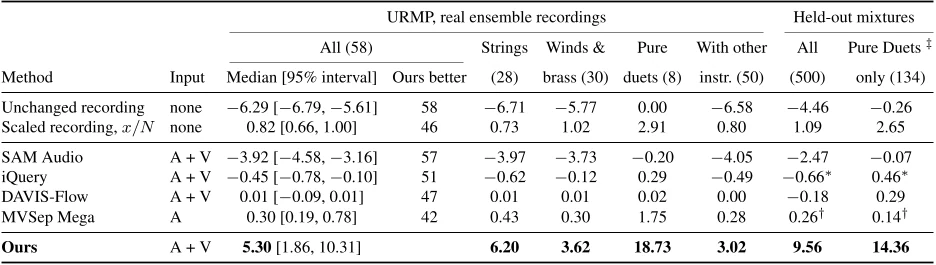 URMP, real ensemble recordings Held-out mixtures
All (58) Strings Winds & Pure With other All Pure Duets ‡
Method Input Median [95% interval] Ours better (28) brass (30) duets (8) instr. (50) (500) only (134)
Unchanged recording none −6.29 [−6.79, −5.61] 58 −6.71 −5.77 0.00 −6.58 −4.46 −0.26
Scaled recording, x/N none 0.82 [0.66, 1.00] 46 0.73 1.02 2.91 0.80 1.09 2.65
SAM Audio A + V −3.92 [−4.58, −3.16] 57 −3.97 −3.73 −0.20 −4.05 −2.47 −0.07
iQuery A + V −0.45 [−0.78, −0.10] 51 −0.62 −0.12 0.29 −0.49 −0.66* 0.46*
DAVIS-Flow A + V 0.01 [−0.09, 0.01] 47 0.01 0.01 0.02 0.00 −0.18 0.29
MVSep Mega A 0.30 [0.19, 0.78] 42 0.43 0.30 1.75 0.28 0.26† 0.14†
Ours A + V 5.30 [1.86, 10.31] 6.20 3.62 18.73 3.02 9.56 14.36